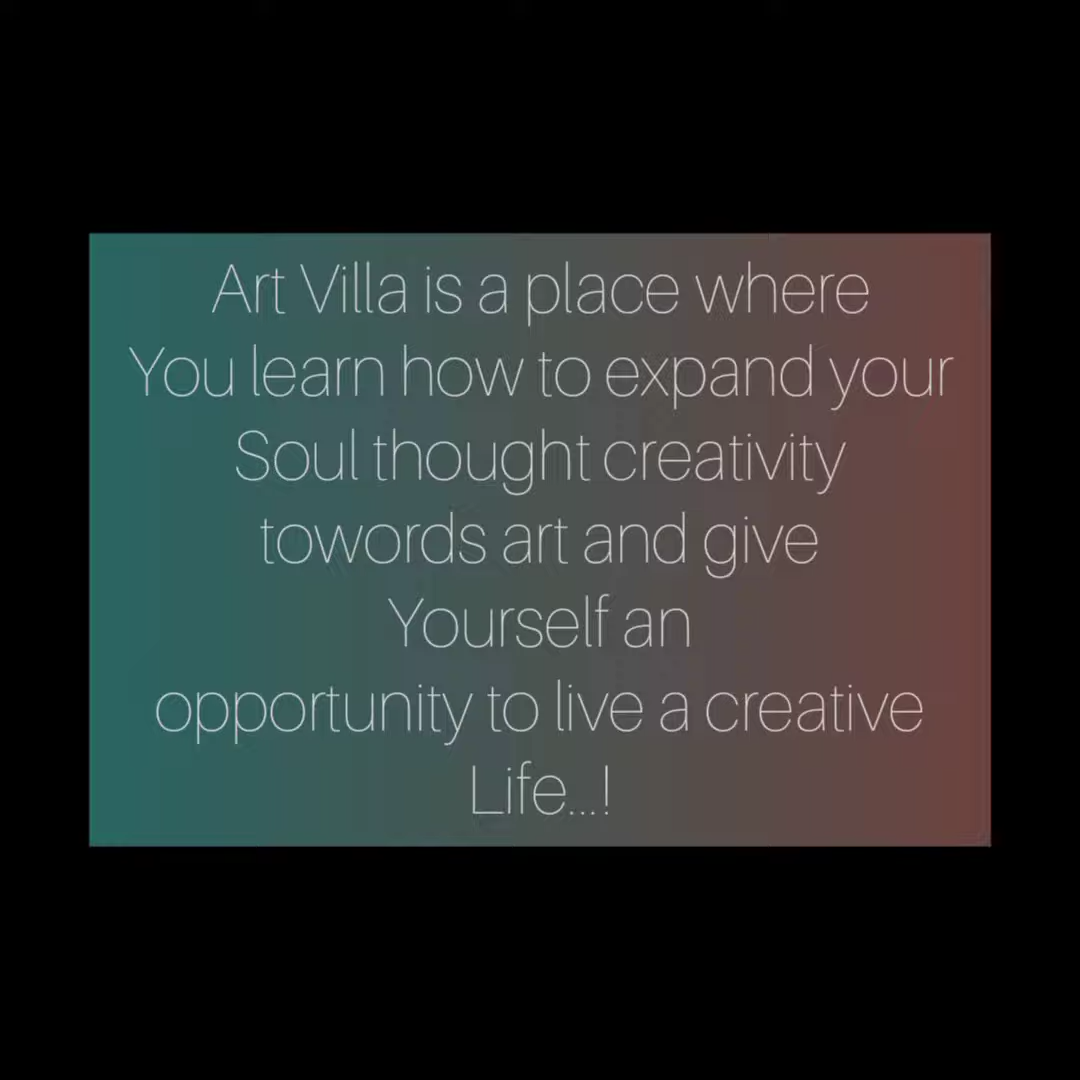 Art Villa is a place where
You learn how to expand your
Soul thought creativity
towords art and give
Yourself an
opportunity to live a creative
Life...!